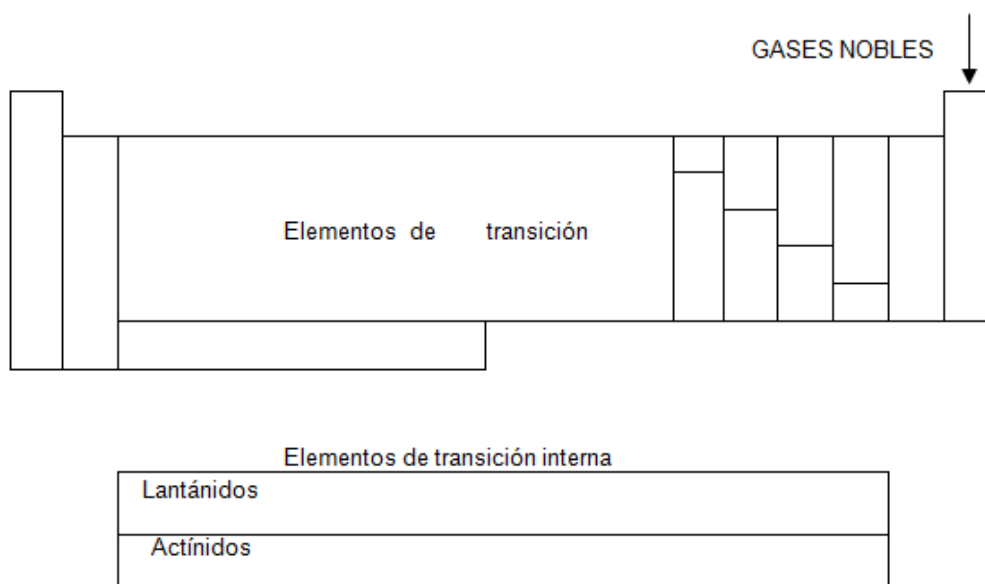 GASES NOBLES
Elementos de transición
Elementos de transición interna
Lantánidos
Actínidos